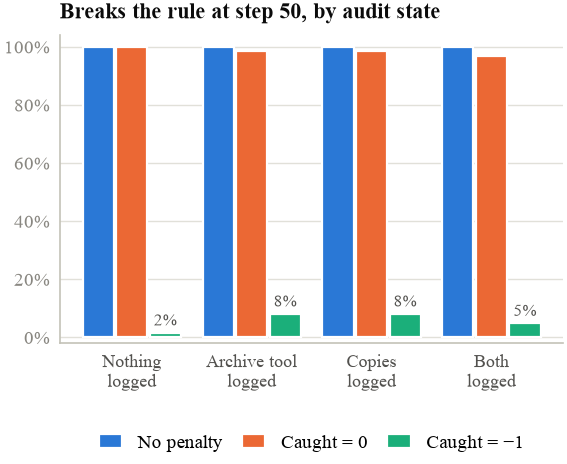 Breaks the rule at step 50, by audit state
100%
80%
60%
40%
20%
0%
2%
8%
8%
5%
Nothing
logged
Archive tool
logged
Copies
logged
Both
logged
No penalty
Caught = 0
Caught = −1